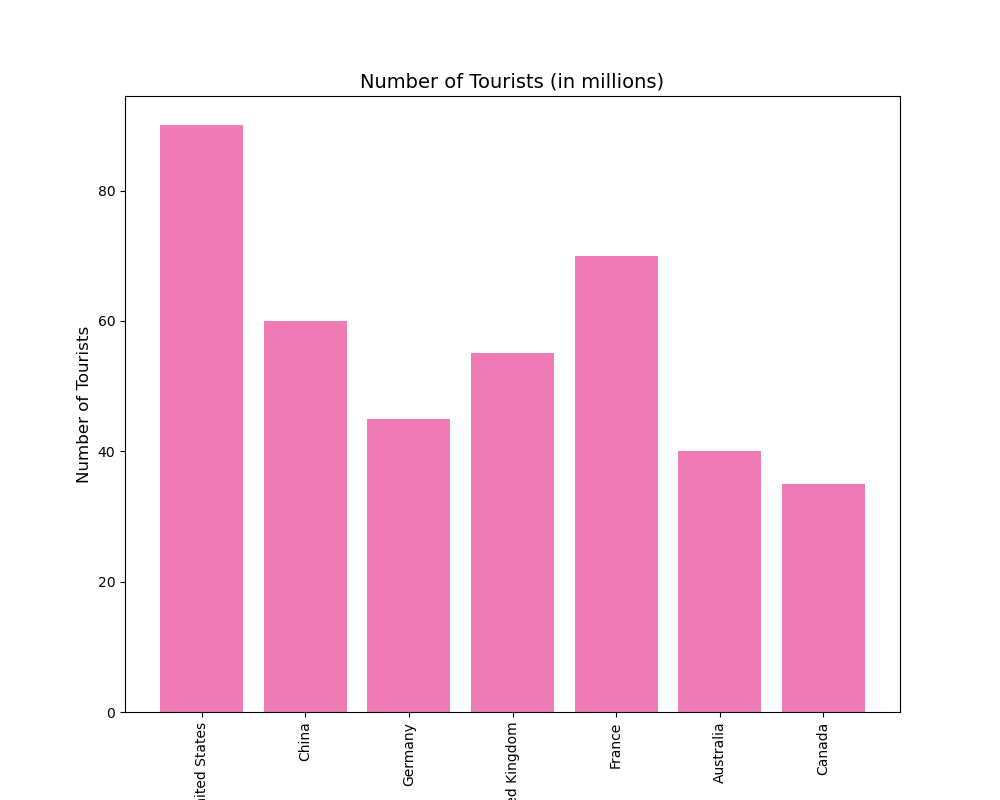 Number of Tourists (in millions)
Number of Tourists
80
60
40
20
0
nited States
China
Germany
ed Kingdom
France
Australia
Canada